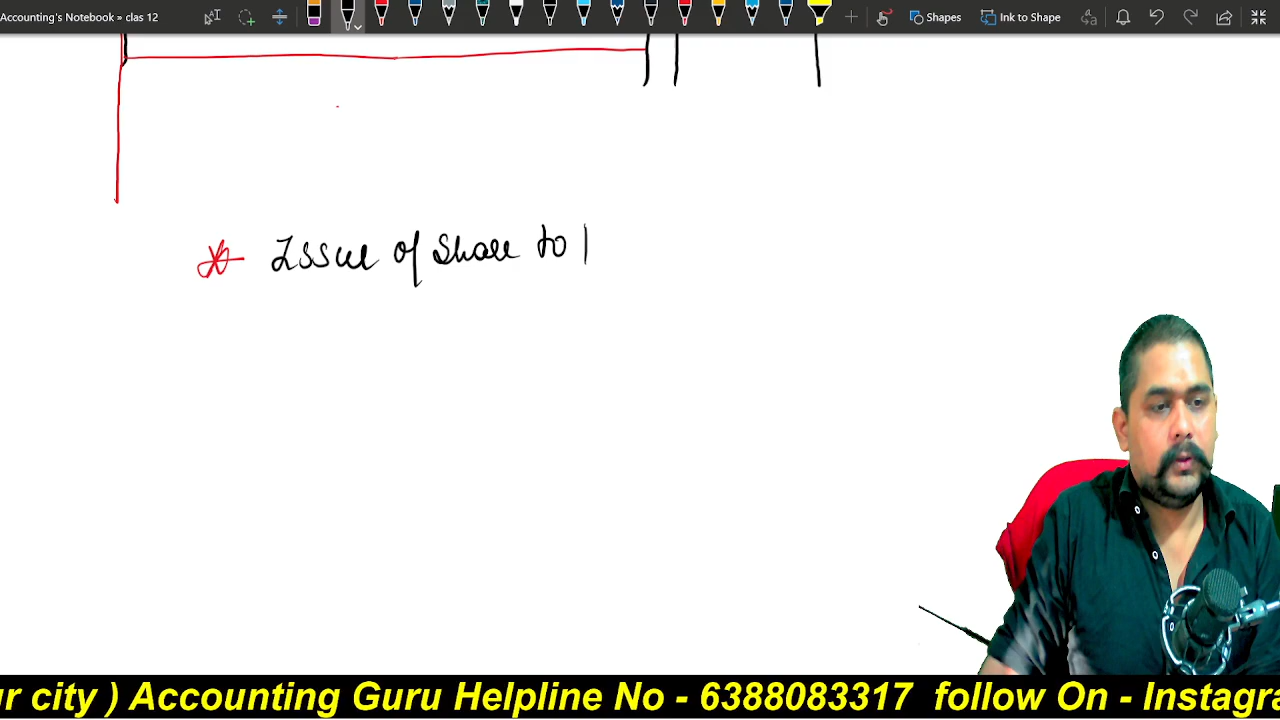 Accounting's Notebook » clas 12
Shapes
Ink to Shape
Issue of Share to
ur city ) Accounting Guru Helpline No - 6388083317 follow On - Instagra